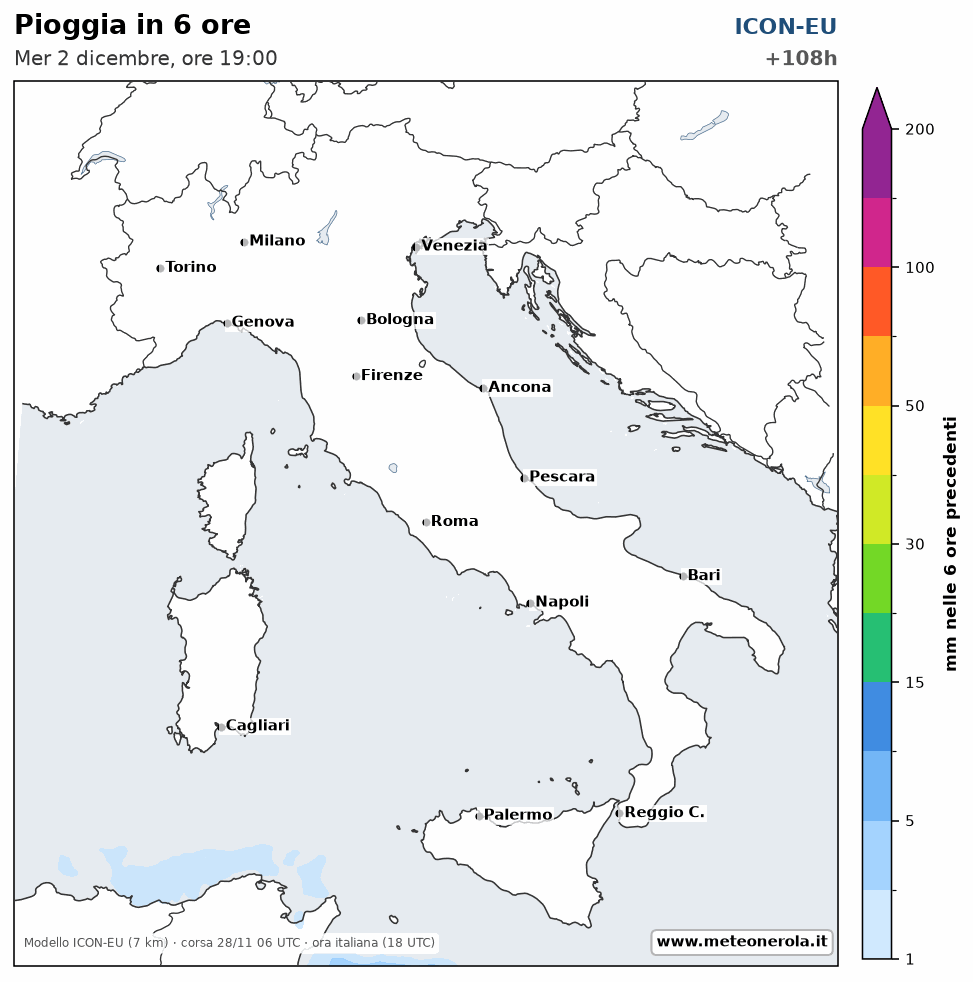 Pioggia in 6 ore
ICON-EU
Mer 2 dicembre, ore 19:00
+108h
200
100
50
30
15
5
1
mm nelle 6 ore precedenti
Milano
Venezia
Torino
Genova
Bologna
Firenze
Ancona
Pescara
Roma
Bari
Napoli
Cagliari
Palermo
Reggio C.
Modello ICON-EU (7 km) · corsa 28/11 06 UTC · ora italiana (18 UTC)
www.meteonerola.it